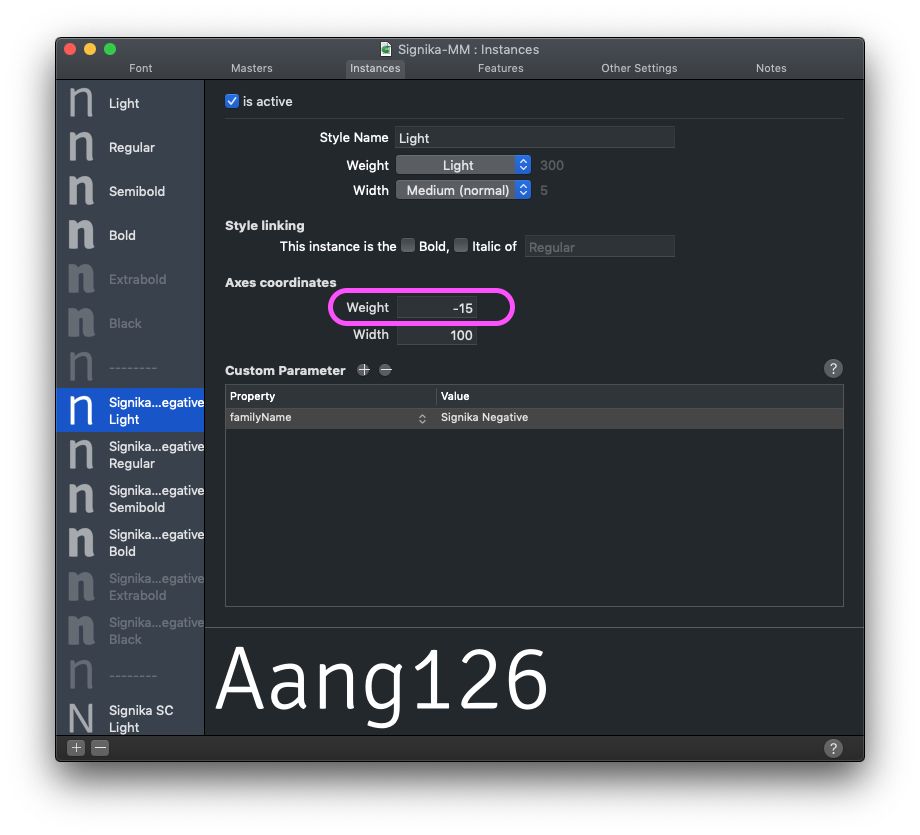 Signika-MM : Instances
Font Masters Instances Features Other Settings Notes
n Light
n Regular
n Semibold
n Bold
n Extrabold
n Black
n --------
n Signika...egative
Light
n Signika...egative
Regular
n Signika...egative
Semibold
n Signika...egative
Bold
n Signika...egative
Extrabold
n Signika...egative
Black
n --------
N Signika SC
Light
is active
Style Name Light
Weight Light 300
Width Medium (normal) 5
Style linking
This instance is the Bold, Italic of Regular
Axes coordinates
Weight -15
Width 100
Custom Parameter + − ?
Property Value
familyName Signika Negative
Aang126
+ − ?